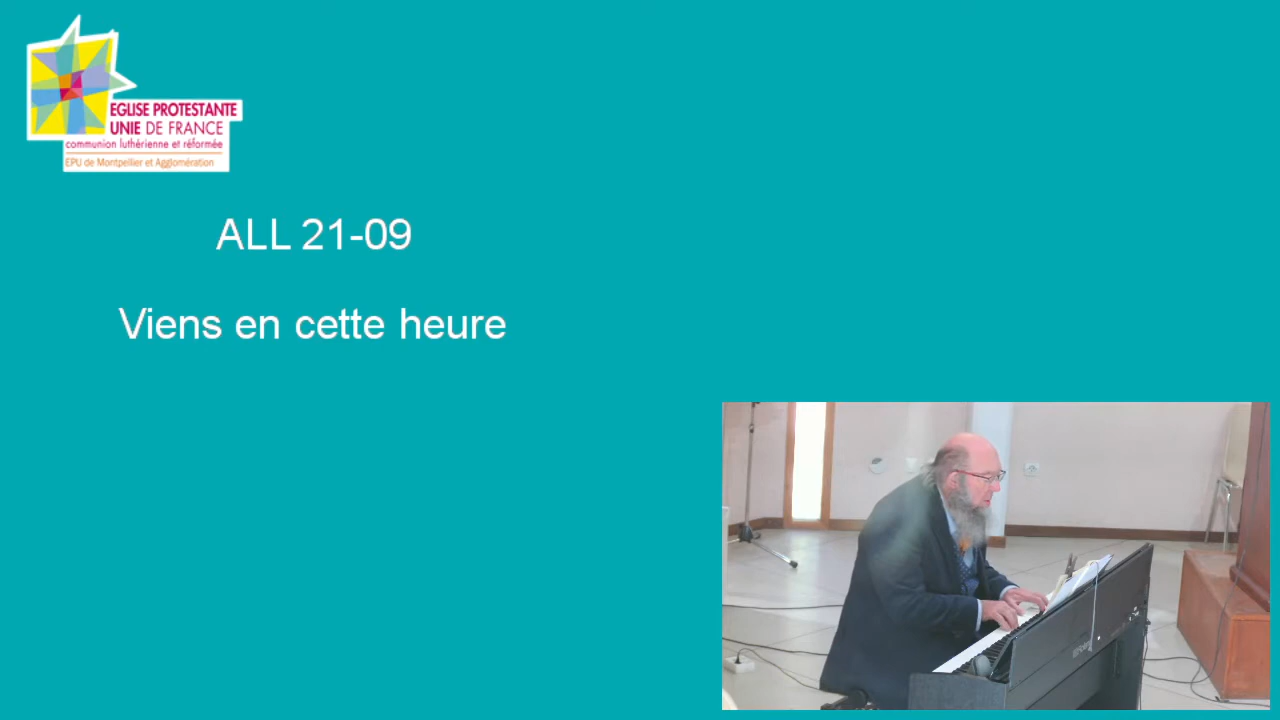 EGLISE PROTESTANTE
UNIE DE FRANCE
communion luthérienne et réformée
EPU de Montpellier et Agglomération
ALL 21-09
Viens en cette heure